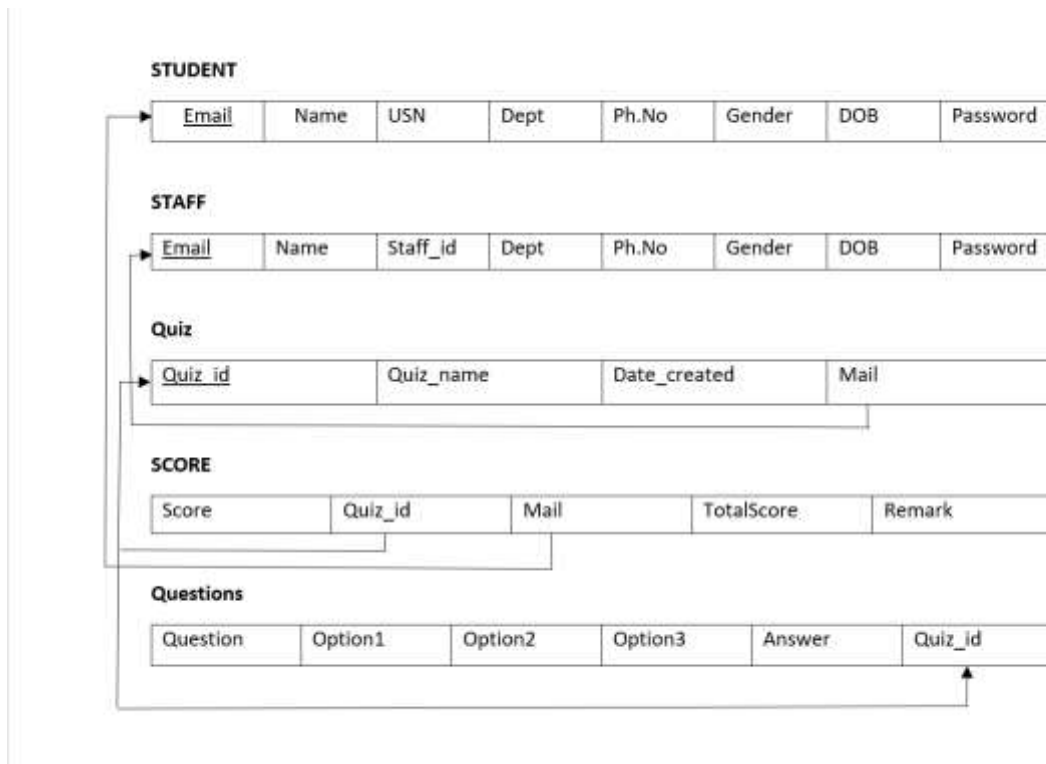 STUDENT
Email Name USN Dept Ph.No Gender DOB Password
STAFF
Email Name Staff_id Dept Ph.No Gender DOB Password
Quiz
Quiz_id Quiz_name Date_created Mail
SCORE
Score Quiz_id Mail TotalScore Remark
Questions
Question Option1 Option2 Option3 Answer Quiz_id